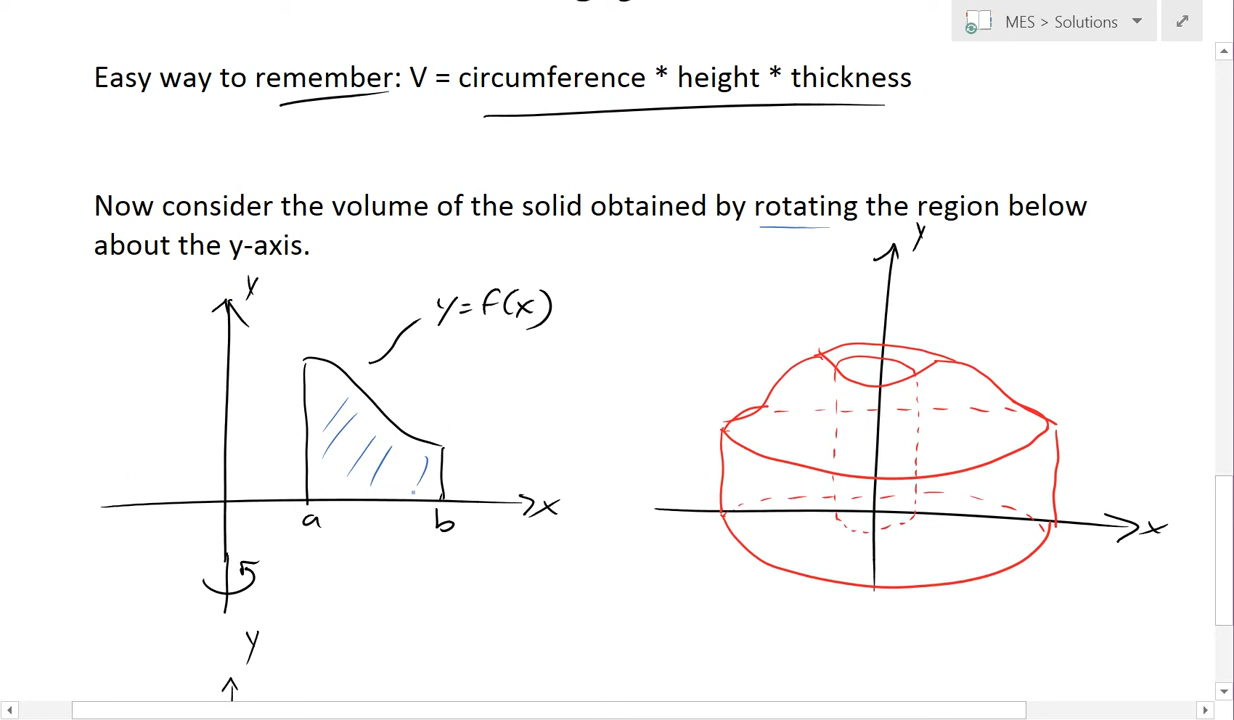 MES > Solutions
Easy way to remember: V = circumference * height * thickness
Now consider the volume of the solid obtained by rotating the region below
about the y-axis.
y
y = f(x)
a
b
x
y
y
x